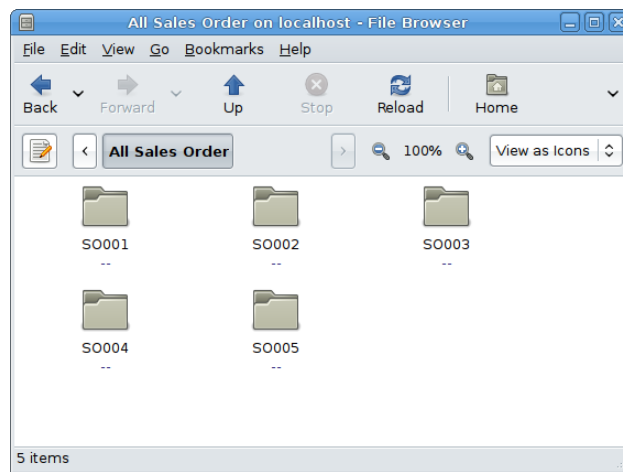 All Sales Order on localhost - File Browser
File Edit View Go Bookmarks Help
Back Forward Up Stop Reload Home
All Sales Order 100% View as Icons
SO001 SO002 SO003
-- -- --
SO004 SO005
-- --
5 items